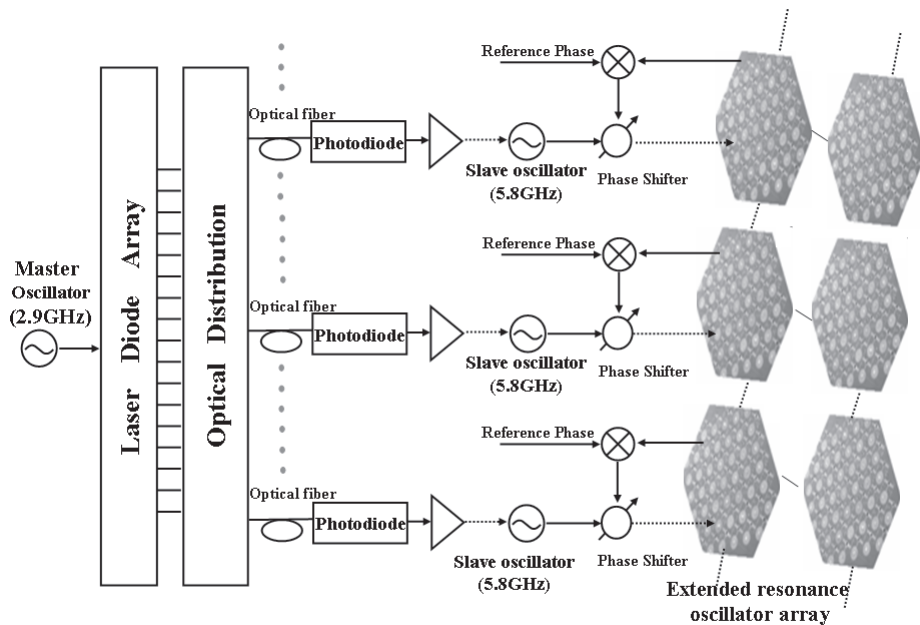 Master
Oscillator
(2.9GHz)
Laser Diode Array
Optical Distribution
Optical fiber
Photodiode
Reference Phase
Slave oscillator
(5.8GHz)
Phase Shifter
Optical fiber
Photodiode
Reference Phase
Slave oscillator
(5.8GHz)
Phase Shifter
Optical fiber
Photodiode
Reference Phase
Slave oscillator
(5.8GHz)
Phase Shifter
Extended resonance
oscillator array